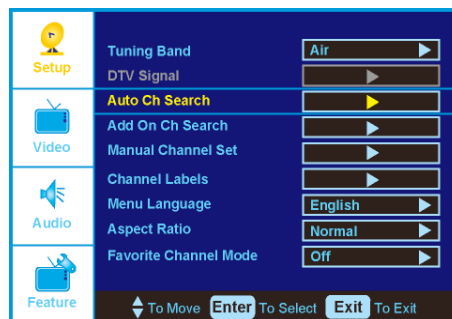 Setup
Video
Audio
Feature
Tuning Band Air
DTV Signal
Auto Ch Search
Add On Ch Search
Manual Channel Set
Channel Labels
Menu Language English
Aspect Ratio Normal
Favorite Channel Mode Off
To Move Enter To Select Exit To Exit